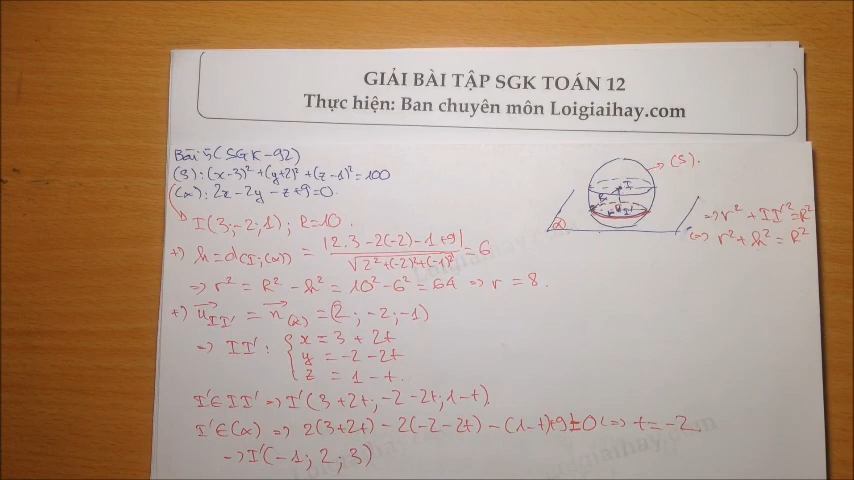 GIẢI BÀI TẬP SGK TOÁN 12
Thực hiện: Ban chuyên môn Loigiaihay.com
Bài 5 (SGK-92)
(S): (x-3)² + (y+2)² + (z-1)² = 100
(α): 2x - 2y - z + 9 = 0.
I(3; -2; 1); R = 10.
+) h = d(I; (α)) = |2.3 - 2(-2) - 1 + 9| / √(2² + (-2)² + (-1)²) = 6
=> r² = R² - h² = 10² - 6² = 64 => r = 8.
+) u⃗II' = n⃗(α) = (2; -2; -1)
=> II': { x = 3 + 2t
y = -2 - 2t
z = 1 - t.
I' ∈ II' => I'(3+2t; -2-2t; 1-t)
I' ∈ (α) => 2(3+2t) - 2(-2-2t) - (1-t) + 9 = 0 <=> t = -2
-> I'(-1; 2; 3)
(S).
I
R
h
r
I'
α
=> r² + II'² = R²
<=> r² + h² = R²